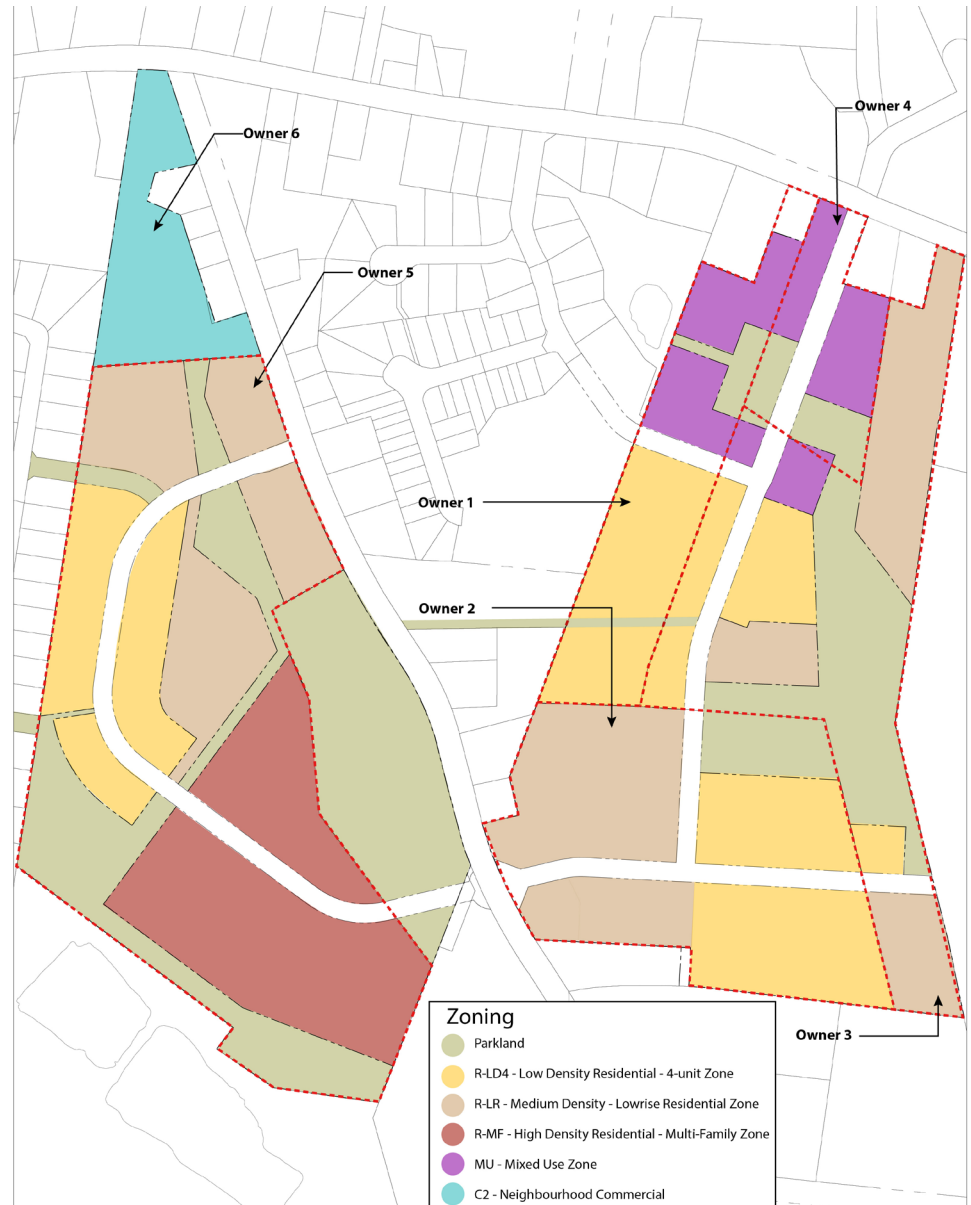 Owner 4
Owner 6
Owner 5
Owner 1
Owner 2
Owner 3
Zoning
Parkland
R-LD4 - Low Density Residential - 4-unit Zone
R-LR - Medium Density - Lowrise Residential Zone
R-MF - High Density Residential - Multi-Family Zone
MU - Mixed Use Zone
C2 - Neighbourhood Commercial